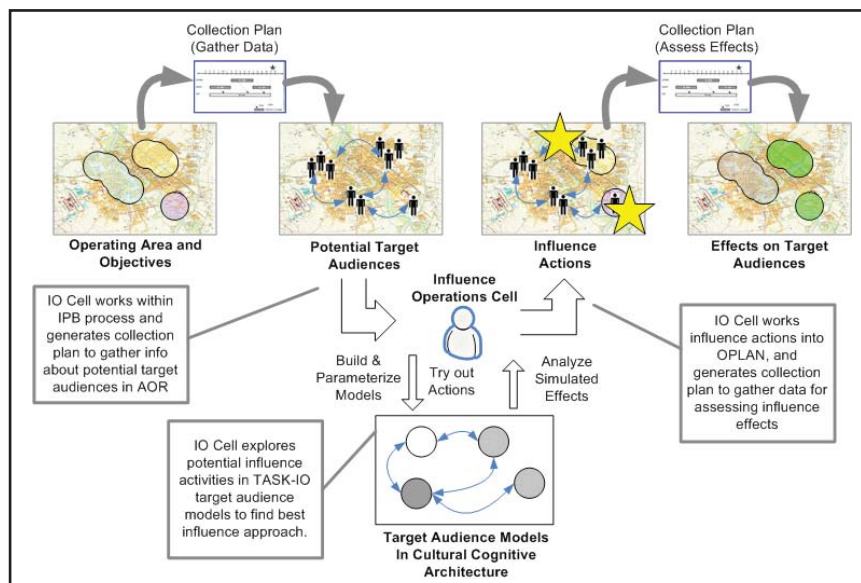 Collection Plan
(Gather Data)
Collection Plan
(Assess Effects)
Operating Area and
Objectives
Potential Target
Audiences
Influence
Actions
Effects on Target
Audiences
IO Cell works within
IPB process and
generates collection
plan to gather info
about potential target
audiences in AOR
Influence
Operations Cell
Build &
Parameterize
Models
Try out
Actions
Analyze
Simulated
Effects
IO Cell works
influence actions
into OPLAN, and
generates collection
plan to gather data for
assessing influence
effects
IO Cell explores
potential influence
activities in TASK-IO
target audience
models to find best
influence approach.
Target Audience Models
In Cultural Cognitive
Architecture